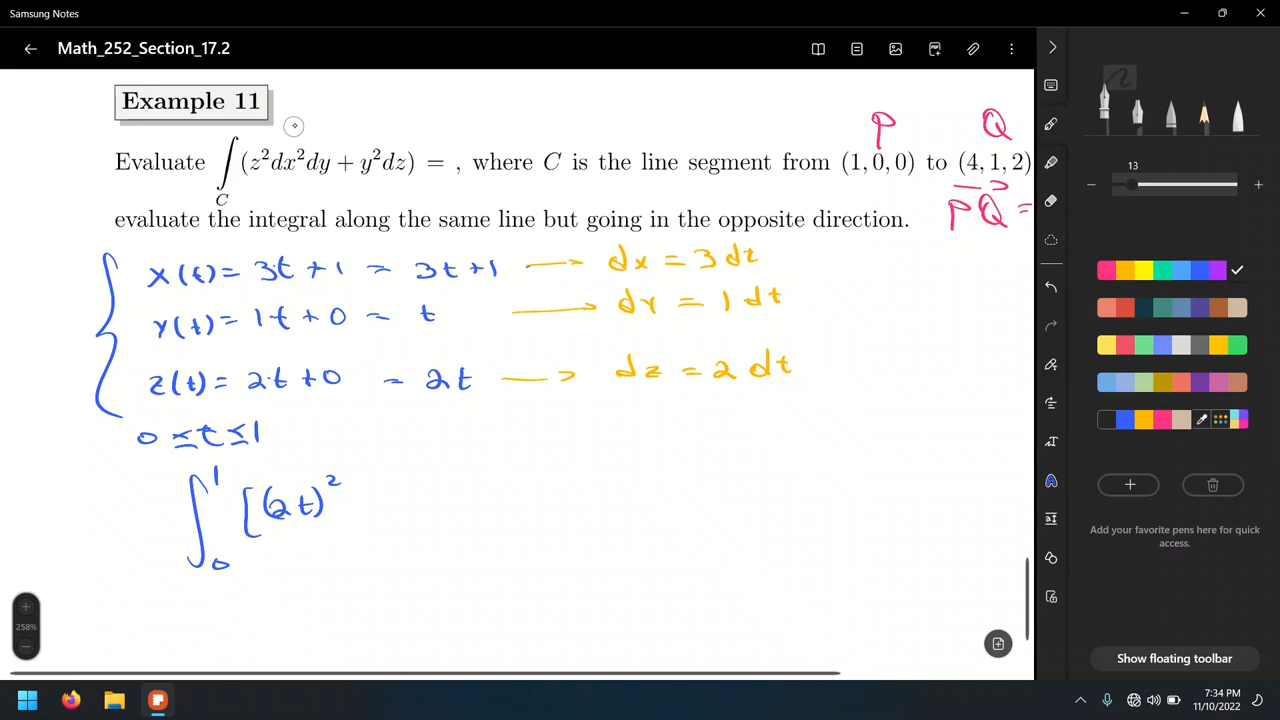 Samsung Notes
Math_252_Section_17.2
Example 11
P Q
Evaluate ∫_C (z²dx²dy + y²dz) = , where C is the line segment from (1, 0, 0) to (4, 1, 2)
evaluate the integral along the same line but going in the opposite direction.
PQ =
x(t) = 3t + 1 = 3t + 1 → dx = 3 dt
y(t) = 1t + 0 = t → dy = 1 dt
z(t) = 2·t + 0 = 2t → dz = 2 dt
0 ≤ t ≤ 1
∫_0^1 [(2t)²
13
258%
Add your favorite pens here for quick
access.
Show floating toolbar
7:34 PM
11/10/2022